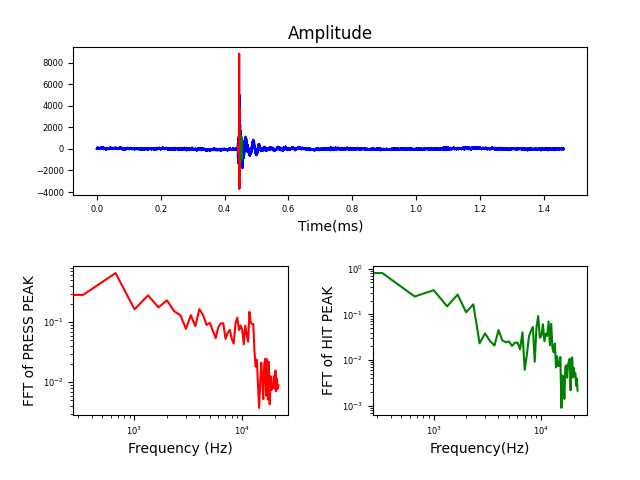 Amplitude
8000
6000
4000
2000
0
−2000
−4000
0.0 0.2 0.4 0.6 0.8 1.0 1.2 1.4
Time(ms)
FFT of PRESS PEAK
10⁻¹
10⁻²
10³ 10⁴
Frequency (Hz)
FFT of HIT PEAK
10⁰
10⁻¹
10⁻²
10⁻³
10³ 10⁴
Frequency(Hz)